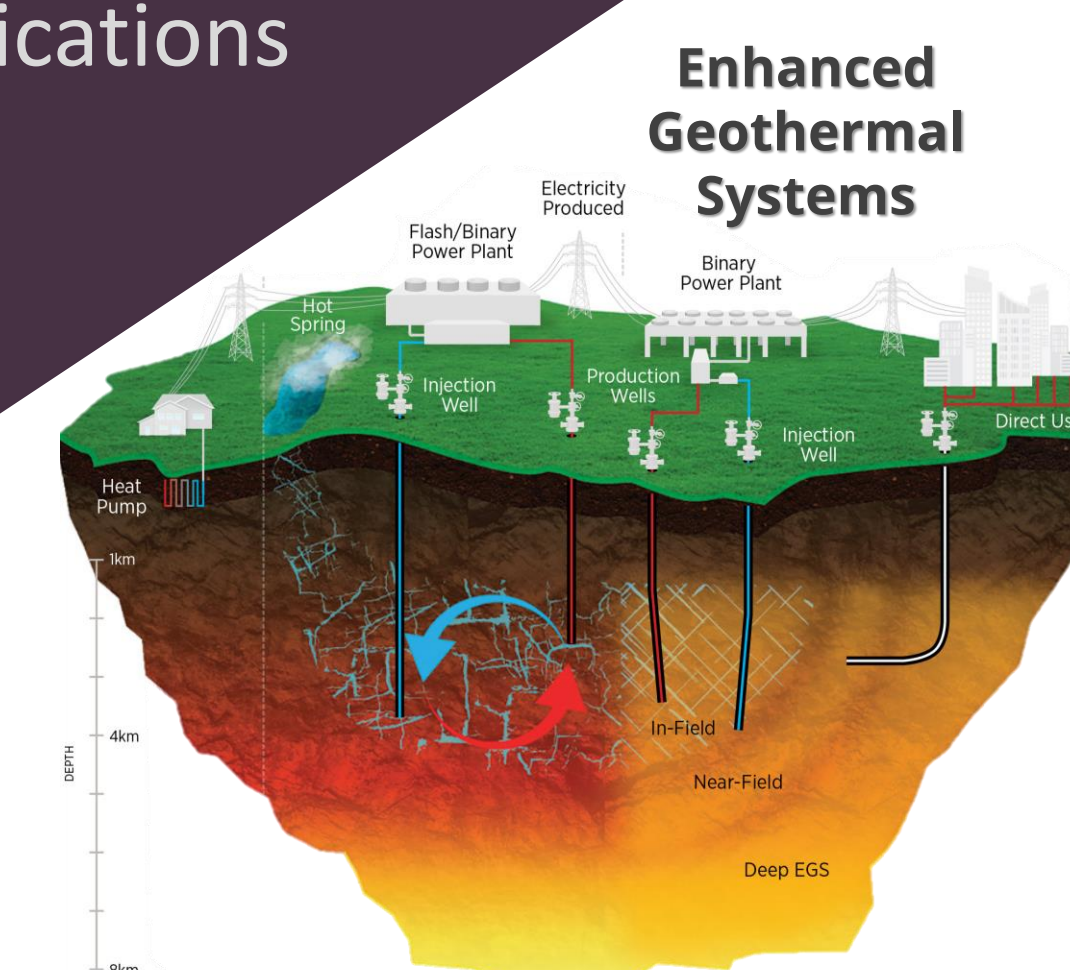 ications
Enhanced
Geothermal
Systems
Electricity
Produced
Flash/Binary
Power Plant
Binary
Power Plant
Hot
Spring
Injection
Well
Production
Wells
Injection
Well
Direct Us
Heat
Pump
1km
In-Field
4km
DEPTH
Near-Field
Deep EGS
8km